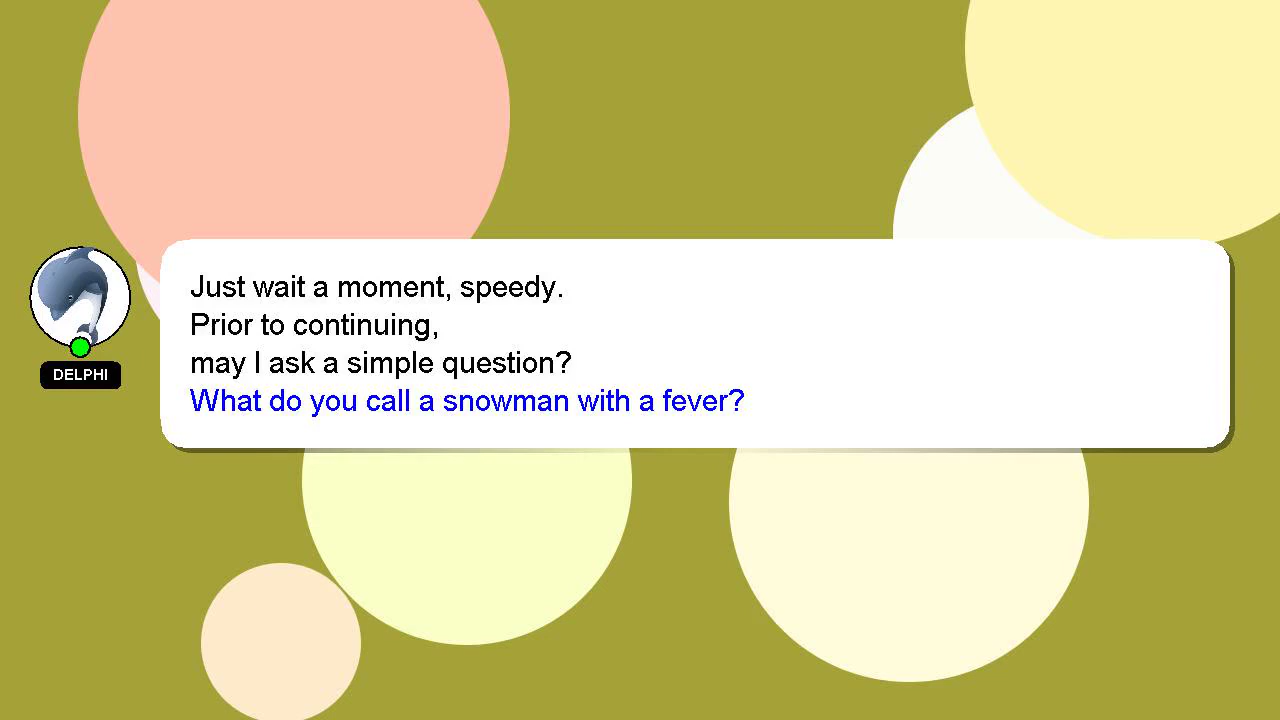 Just wait a moment, speedy.
Prior to continuing,
may I ask a simple question?
What do you call a snowman with a fever?
DELPHI